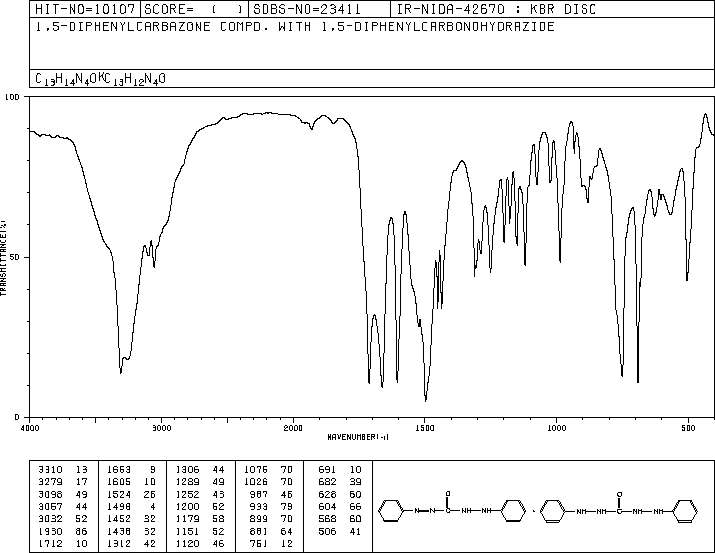 HIT-NO=10107 SCORE= ( ) SDBS-NO=23411 IR-NIDA-42670 : KBR DISC
1,5-DIPHENYLCARBAZONE COMPD. WITH 1,5-DIPHENYLCARBONOHYDRAZIDE
C13H14N4OKC13H12N4O
100
50
0
TRANSMITTANCE(%)
4000 3000 2000 1500 1000 500
WAVENUMBER(-1)
3310 13 1663 9 1306 44 1076 70 691 10
3279 17 1605 10 1289 49 1026 70 682 39
3098 49 1524 26 1252 43 987 46 628 60
3057 44 1498 4 1200 52 933 79 604 66
3032 52 1452 32 1179 58 899 70 568 60
1930 86 1438 32 1151 52 881 64 506 41
1712 10 1312 42 1120 46 751 12
O O
N=N-C-NH-NH . NH-NH-C-NH-NH